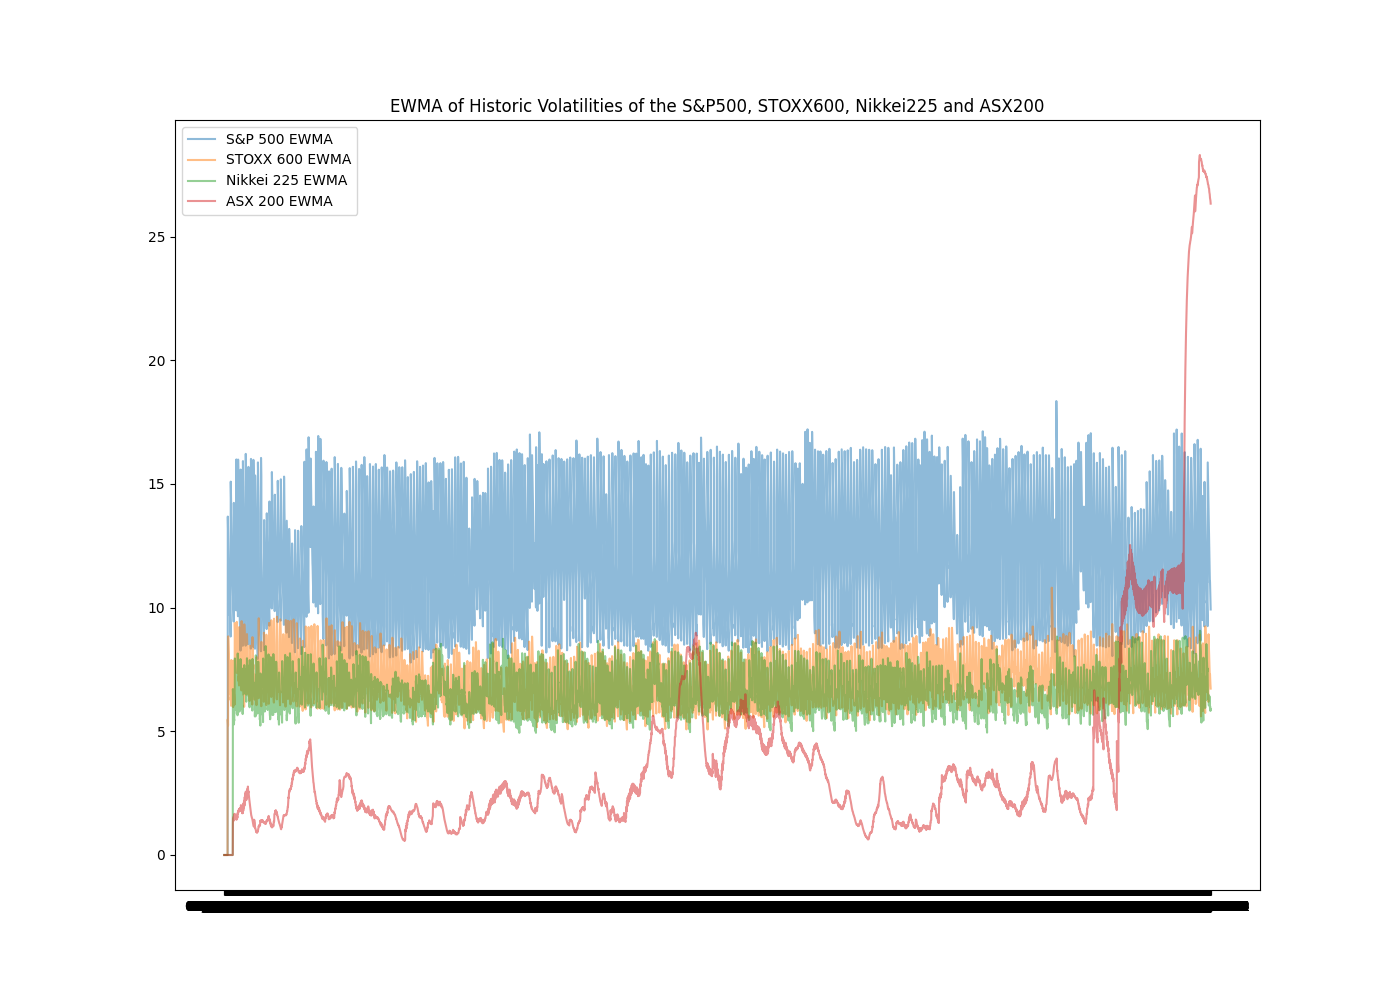 EWMA of Historic Volatilities of the S&P500, STOXX600, Nikkei225 and ASX200
S&P 500 EWMA
STOXX 600 EWMA
Nikkei 225 EWMA
ASX 200 EWMA
25
20
15
10
5
0